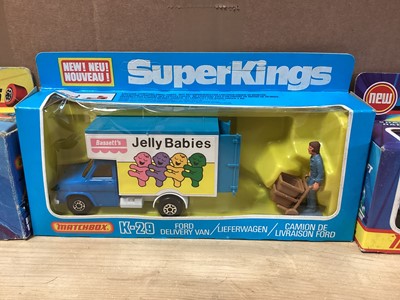 NEW! NEU!
NOUVEAU!
SuperKings
Bassett's
Jelly Babies
MATCHBOX
K-29
FORD
DELIVERY VAN / LIEFERWAGEN / CAMION DE
LIVRAISON FORD
new